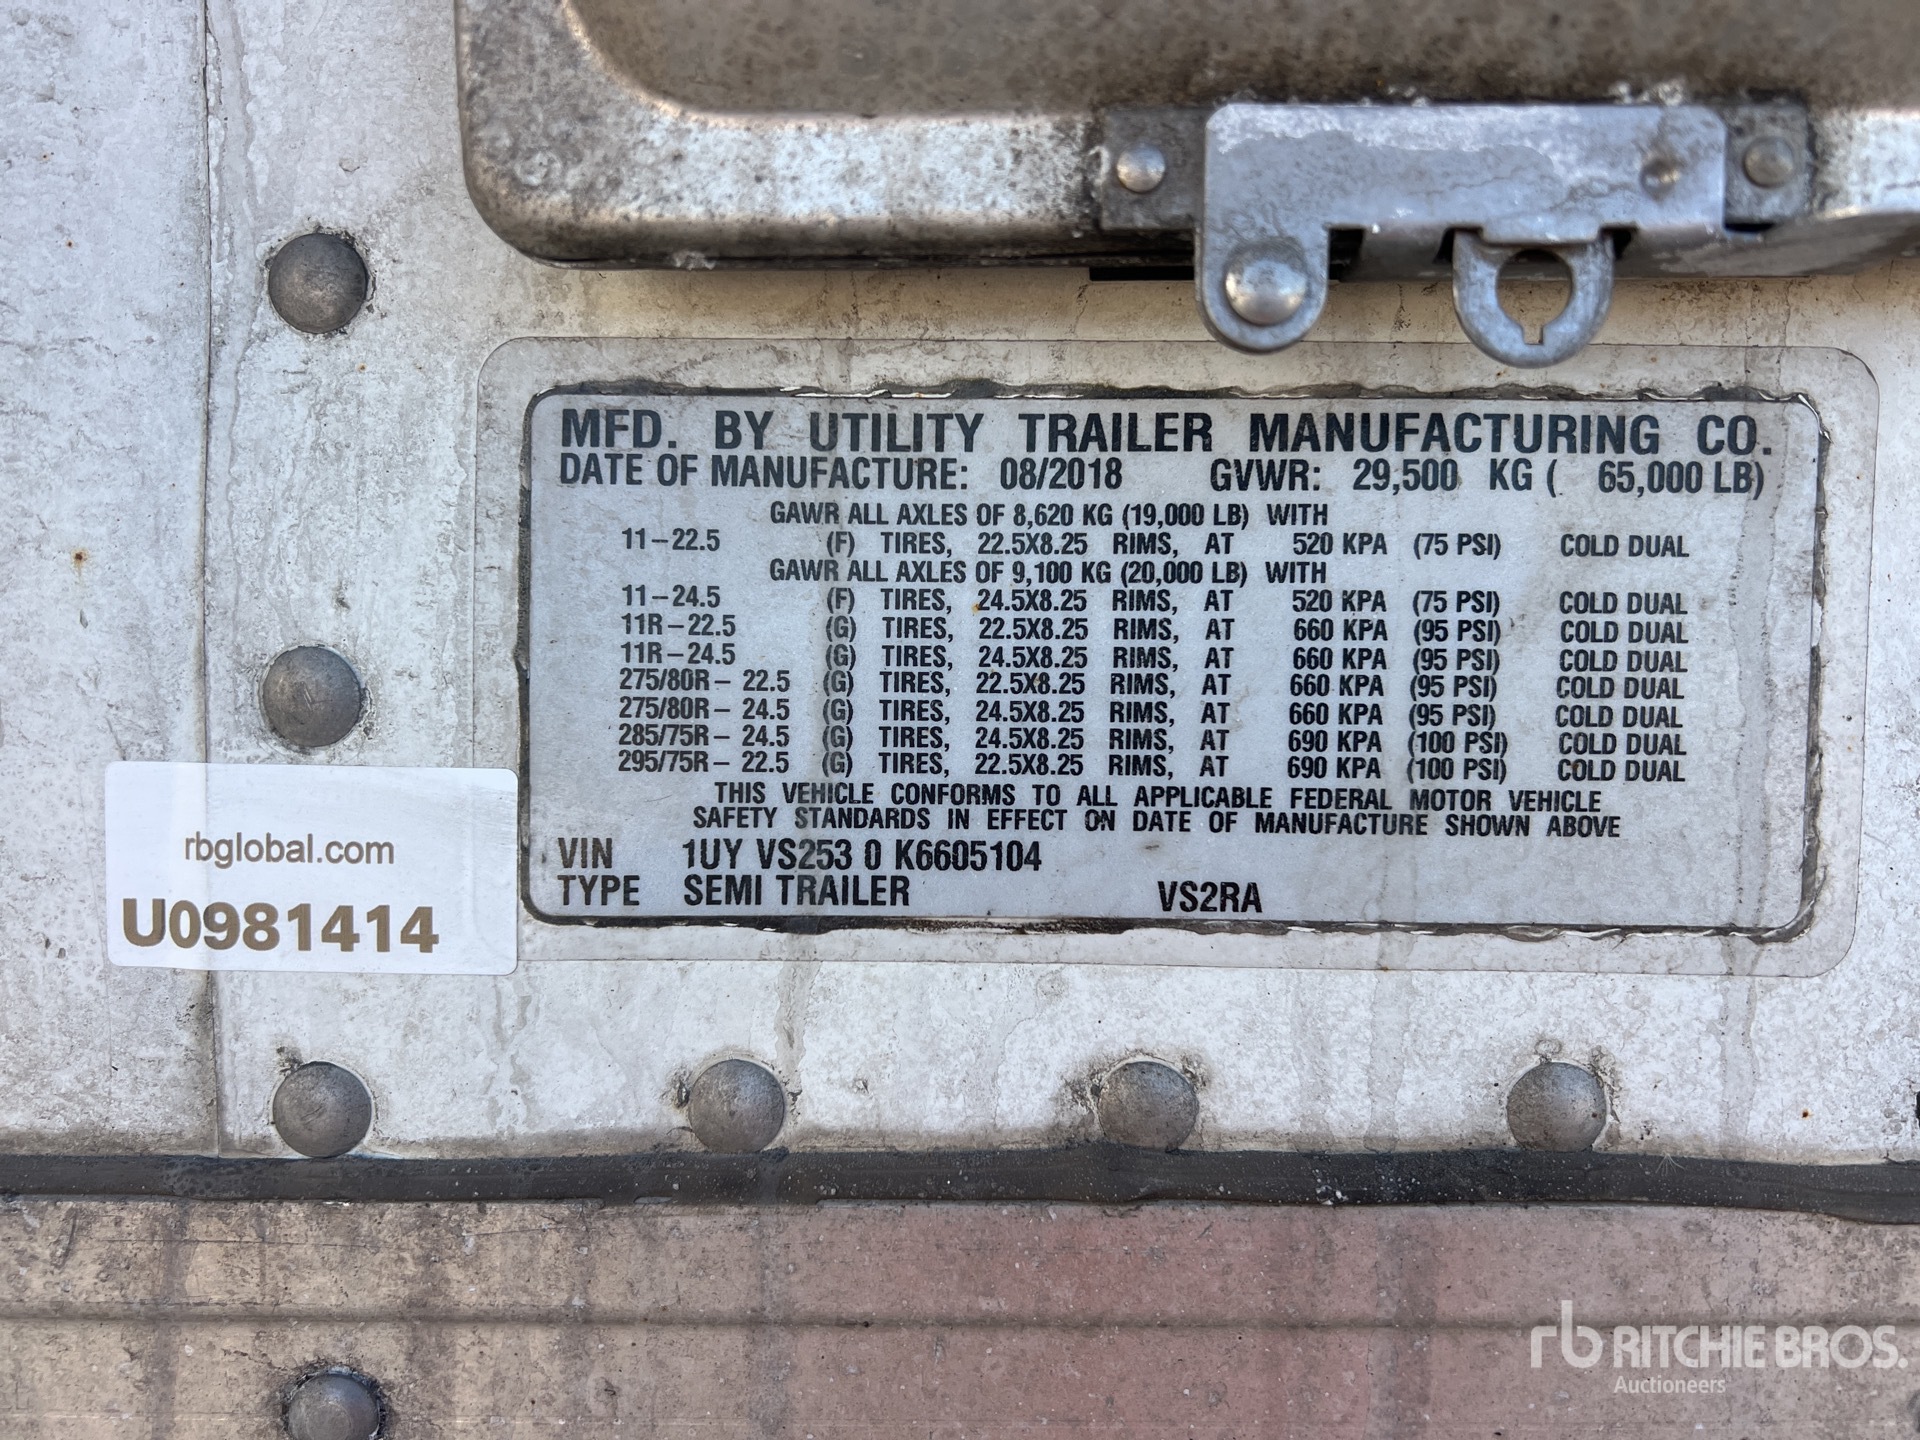 MFD. BY UTILITY TRAILER MANUFACTURING CO.
DATE OF MANUFACTURE: 08/2018 GVWR: 29,500 KG ( 65,000 LB)
GAWR ALL AXLES OF 8,620 KG (19,000 LB) WITH
11-22.5 (F) TIRES, 22.5X8.25 RIMS, AT 520 KPA (75 PSI) COLD DUAL
GAWR ALL AXLES OF 9,100 KG (20,000 LB) WITH
11-24.5 (F) TIRES, 24.5X8.25 RIMS, AT 520 KPA (75 PSI) COLD DUAL
11R-22.5 (G) TIRES, 22.5X8.25 RIMS, AT 660 KPA (95 PSI) COLD DUAL
11R-24.5 (G) TIRES, 24.5X8.25 RIMS, AT 660 KPA (95 PSI) COLD DUAL
275/80R- 22.5 (G) TIRES, 22.5X8.25 RIMS, AT 660 KPA (95 PSI) COLD DUAL
275/80R- 24.5 (G) TIRES, 24.5X8.25 RIMS, AT 660 KPA (95 PSI) COLD DUAL
285/75R- 24.5 (G) TIRES, 24.5X8.25 RIMS, AT 690 KPA (100 PSI) COLD DUAL
295/75R- 22.5 (G) TIRES, 22.5X8.25 RIMS, AT 690 KPA (100 PSI) COLD DUAL
THIS VEHICLE CONFORMS TO ALL APPLICABLE FEDERAL MOTOR VEHICLE
SAFETY STANDARDS IN EFFECT ON DATE OF MANUFACTURE SHOWN ABOVE
VIN 1UY VS253 0 K6605104
TYPE SEMI TRAILER VS2RA
rbglobal.com
U0981414
rb RITCHIE BROS.
Auctioneers